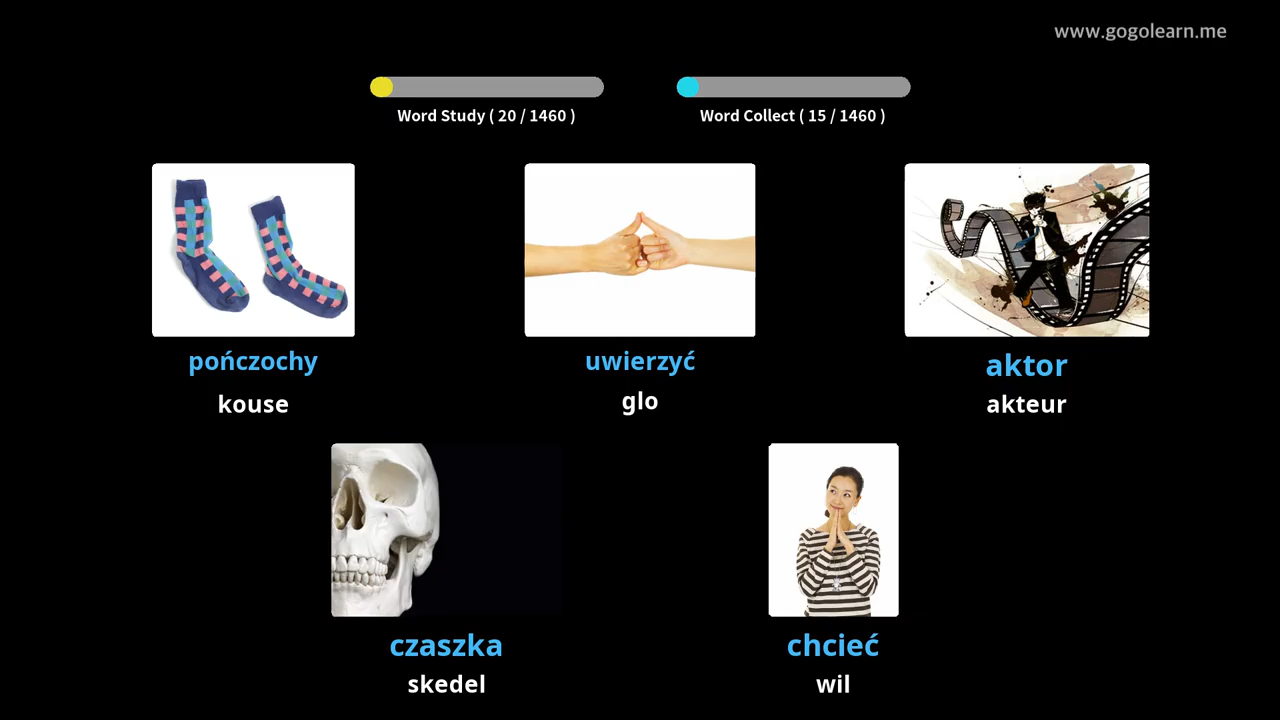 www.gogolearn.me
Word Study ( 20 / 1460 )
Word Collect ( 15 / 1460 )
pończochy
kouse
uwierzyć
glo
aktor
akteur
czaszka
skedel
chcieć
wil